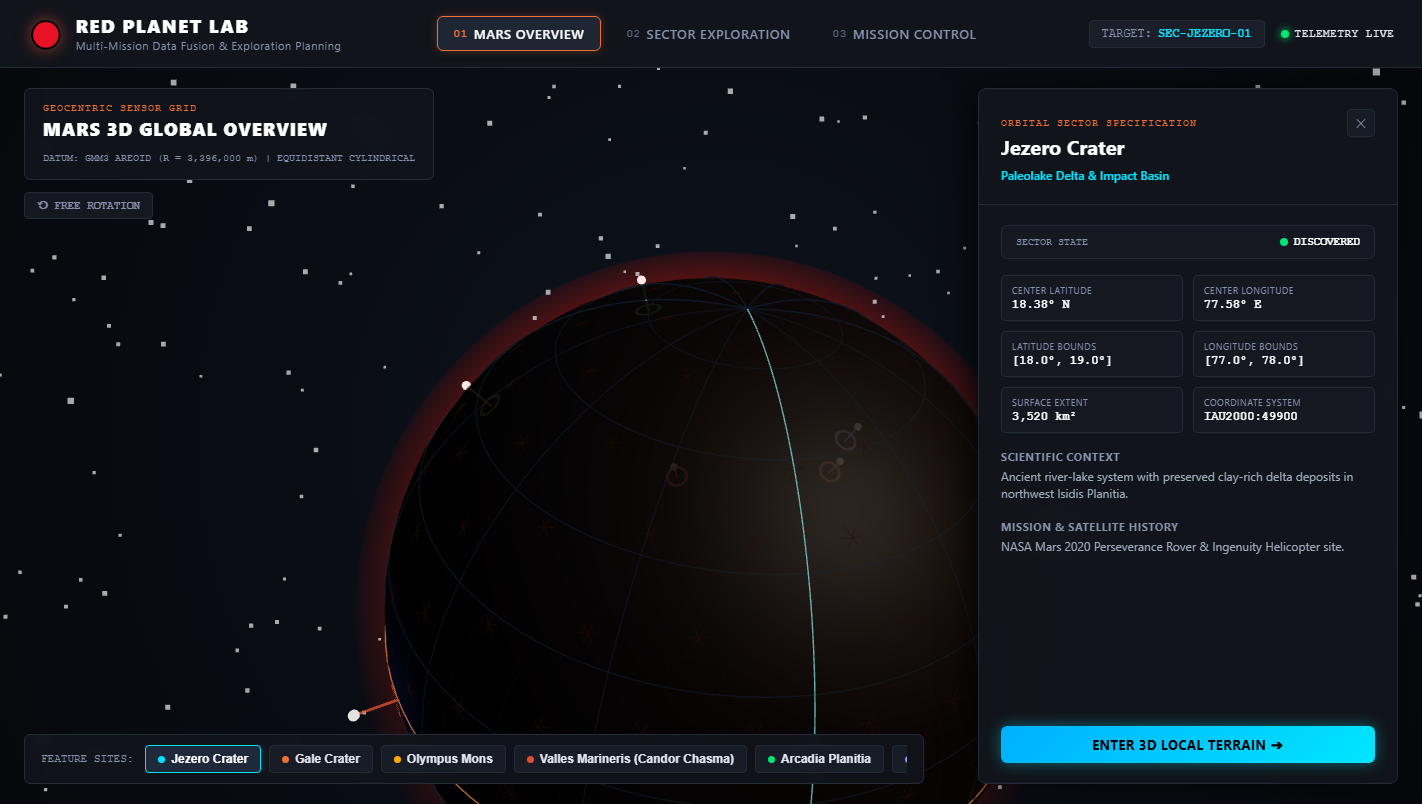 RED PLANET LAB
Multi-Mission Data Fusion & Exploration Planning
01 MARS OVERVIEW
02 SECTOR EXPLORATION
03 MISSION CONTROL
TARGET: SEC-JEZERO-01
TELEMETRY LIVE
GEOCENTRIC SENSOR GRID
MARS 3D GLOBAL OVERVIEW
DATUM: GMM3 AREOID (R = 3,396,000 m) | EQUIDISTANT CYLINDRICAL
FREE ROTATION
ORBITAL SECTOR SPECIFICATION
Jezero Crater
Paleolake Delta & Impact Basin
SECTOR STATE
DISCOVERED
CENTER LATITUDE
18.38° N
CENTER LONGITUDE
77.58° E
LATITUDE BOUNDS
[18.0°, 19.0°]
LONGITUDE BOUNDS
[77.0°, 78.0°]
SURFACE EXTENT
3,520 km²
COORDINATE SYSTEM
IAU2000:49900
SCIENTIFIC CONTEXT
Ancient river-lake system with preserved clay-rich delta deposits in
northwest Isidis Planitia.
MISSION & SATELLITE HISTORY
NASA Mars 2020 Perseverance Rover & Ingenuity Helicopter site.
ENTER 3D LOCAL TERRAIN ➔
FEATURE SITES:
Jezero Crater
Gale Crater
Olympus Mons
Valles Marineris (Candor Chasma)
Arcadia Planitia